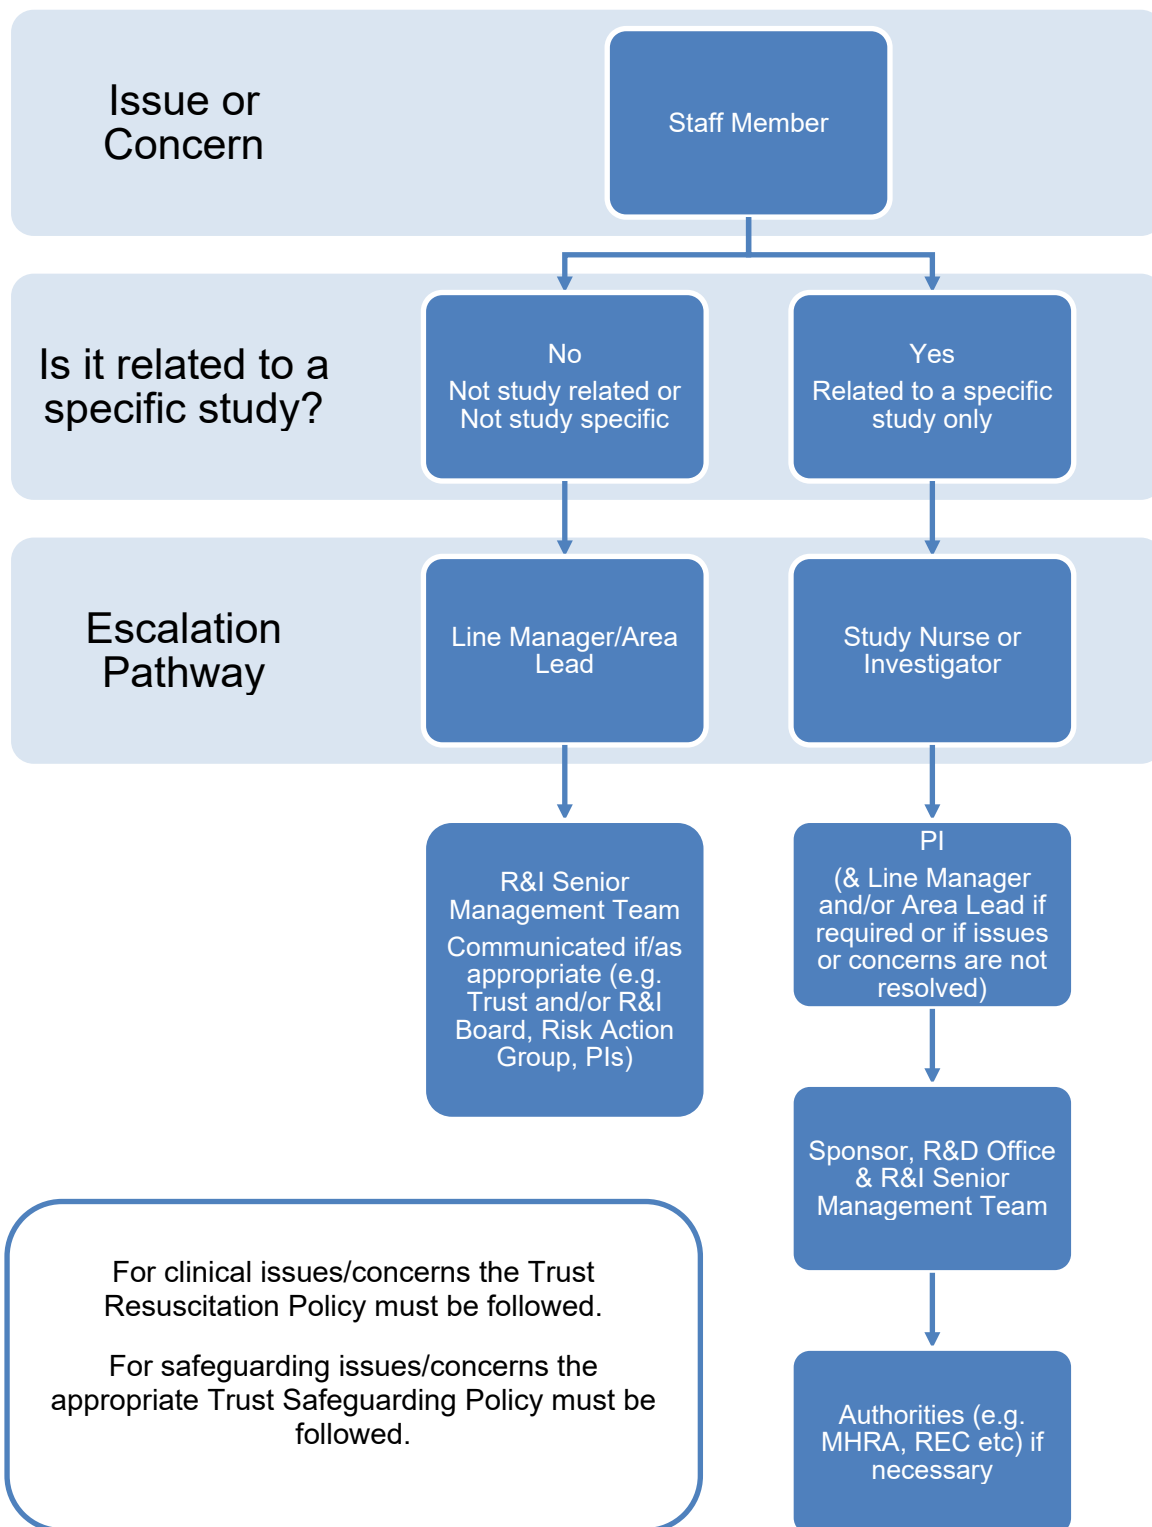 Issue or
Concern
Staff Member
Is it related to a
specific study?
No
Not study related or
Not study specific
Yes
Related to a specific
study only
Escalation
Pathway
Line Manager/Area
Lead
Study Nurse or
Investigator
R&I Senior
Management Team
Communicated if/as
appropriate (e.g.
Trust and/or R&I
Board, Risk Action
Group, PIs)
PI
(& Line Manager
and/or Area Lead if
required or if issues
or concerns are not
resolved)
Sponsor, R&D Office
& R&I Senior
Management Team
For clinical issues/concerns the Trust
Resuscitation Policy must be followed.
For safeguarding issues/concerns the
appropriate Trust Safeguarding Policy must be
followed.
Authorities (e.g.
MHRA, REC etc) if
necessary